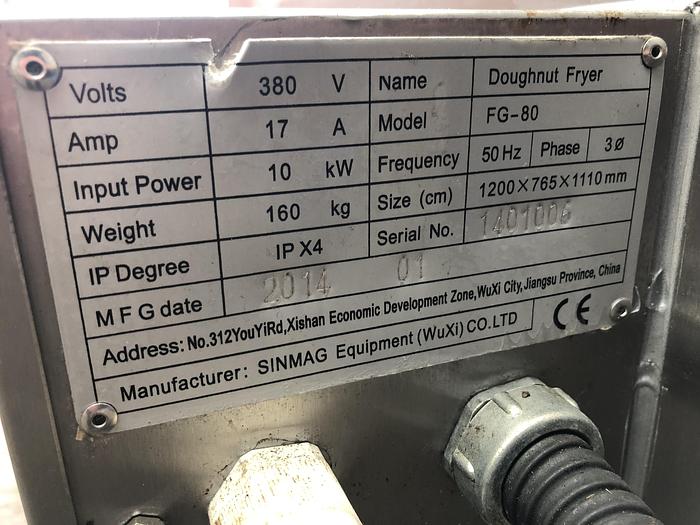 Volts 380 V Name Doughnut Fryer
Amp 17 A Model FG-80
Input Power 10 kW Frequency 50 Hz Phase 3Ø
Weight 160 kg Size (cm) 1200×765×1110 mm
IP Degree IP X4 Serial No. 1401006
MFG date 2014 01
Address: No.312YouYiRd,Xishan Economic Development Zone,WuXi City,Jiangsu Province, China
Manufacturer: SINMAG Equipment (WuXi) CO.LTD CE